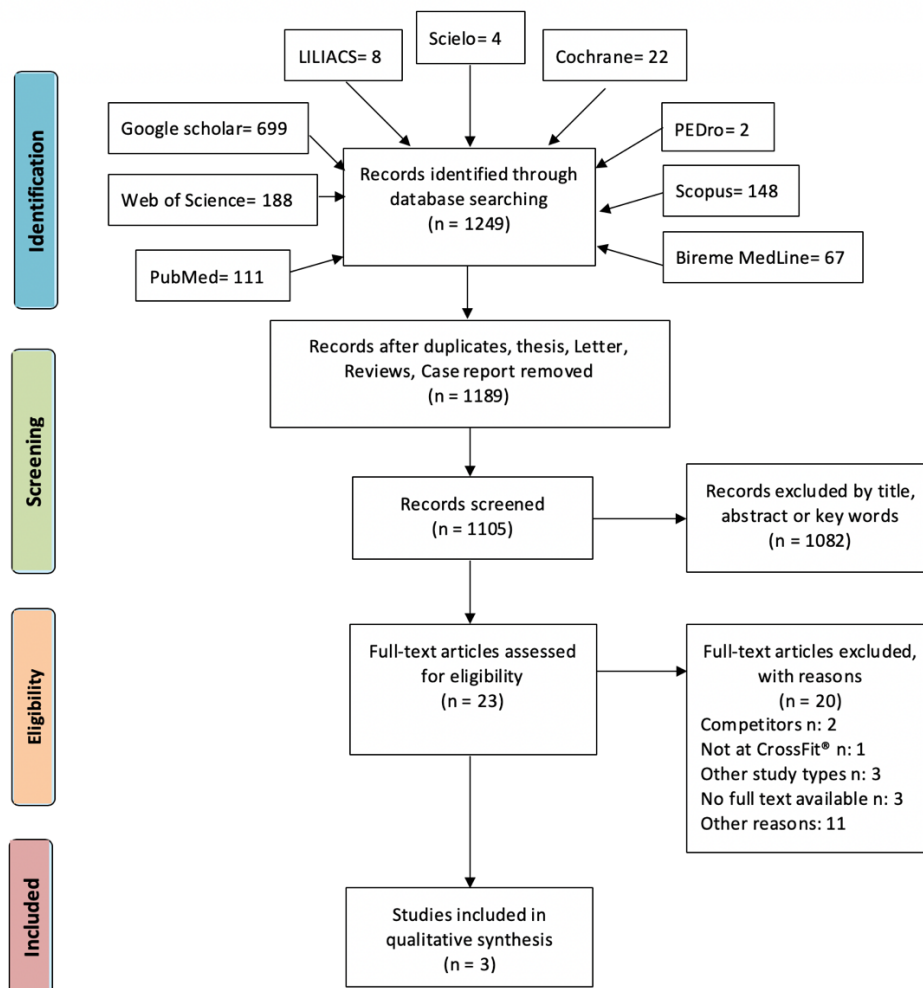 Identification
LILIACS= 8
Scielo= 4
Cochrane= 22
Google scholar= 699
PEDro= 2
Web of Science= 188
Scopus= 148
PubMed= 111
Bireme MedLine= 67
Records identified through
database searching
(n = 1249)
Screening
Records after duplicates, thesis, Letter,
Reviews, Case report removed
(n = 1189)
Records screened
(n = 1105)
Records excluded by title,
abstract or key words
(n = 1082)
Eligibility
Full-text articles assessed
for eligibility
(n = 23)
Full-text articles excluded,
with reasons
(n = 20)
Competitors n: 2
Not at CrossFit® n: 1
Other study types n: 3
No full text available n: 3
Other reasons: 11
Included
Studies included in
qualitative synthesis
(n = 3)